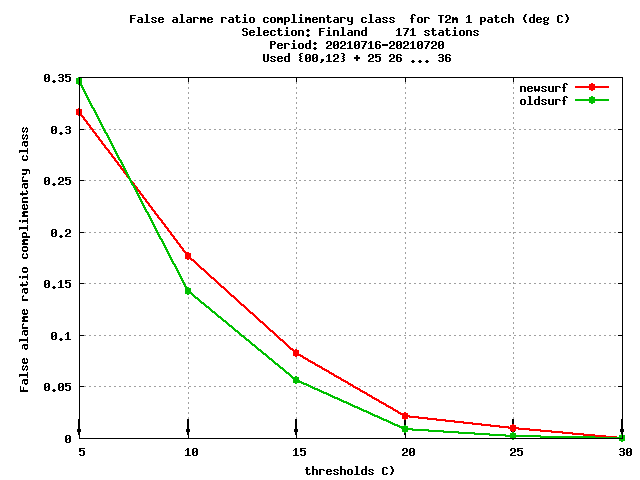 False alarme ratio complimentary class  for T2m 1 patch (deg C)
Selection: Finland    171 stations
Period: 20210716-20210720
Used {00,12} + 25 26 ... 36
newsurf
oldsurf
False alarme ratio complimentary class
0.35
0.3
0.25
0.2
0.15
0.1
0.05
0
5 10 15 20 25 30
thresholds C)